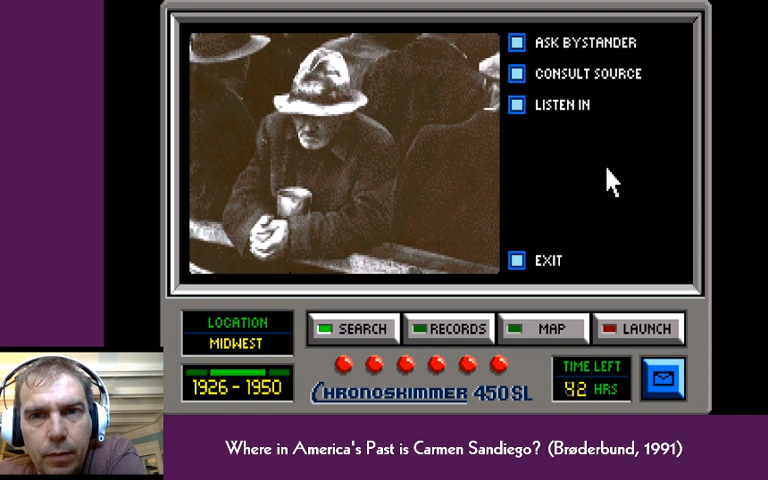 ASK BYSTANDER
CONSULT SOURCE
LISTEN IN
EXIT
LOCATION
MIDWEST
1926 - 1950
SEARCH
RECORDS
MAP
LAUNCH
CHRONOSKIMMER 450SL
TIME LEFT
42 HRS
Where in America's Past is Carmen Sandiego? (Brøderbund, 1991)